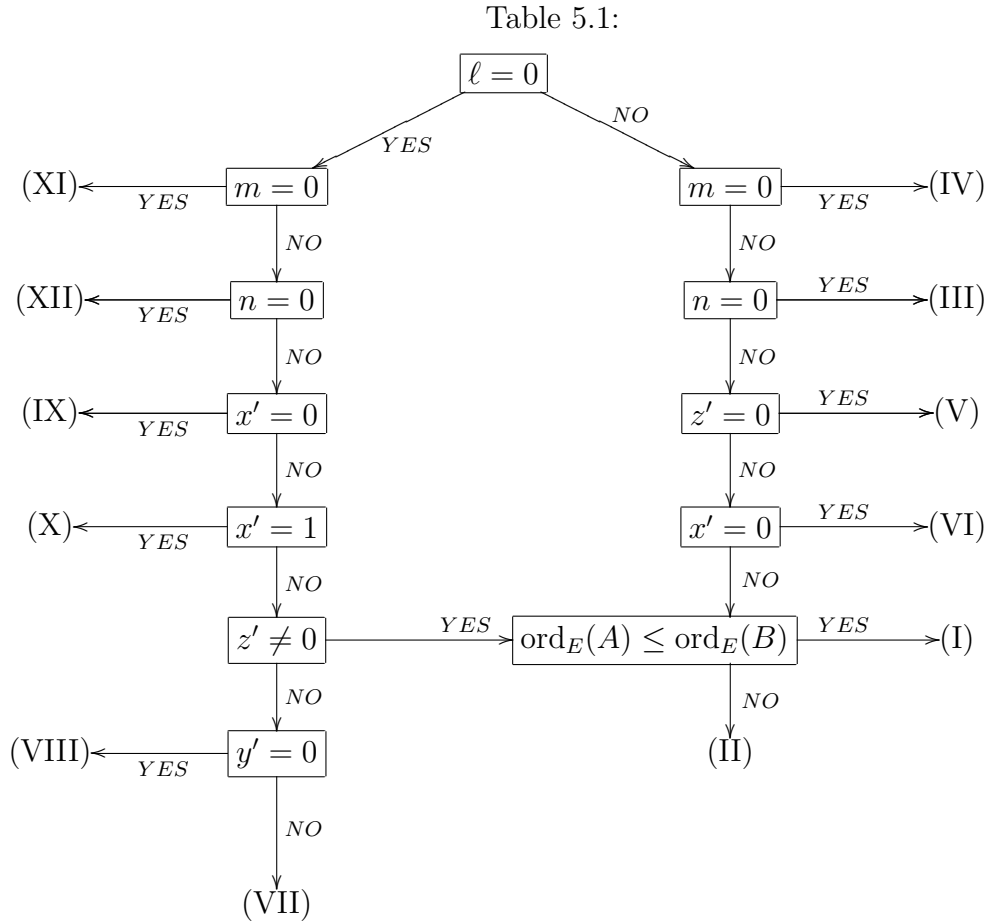 Table 5.1:
ℓ = 0
YES NO
(XI) YES m = 0 m = 0 YES (IV)
NO NO
(XII) YES n = 0 n = 0 YES (III)
NO NO
(IX) YES x′ = 0 z′ = 0 YES (V)
NO NO
(X) YES x′ = 1 x′ = 0 YES (VI)
NO NO
z′ ≠ 0 YES ord_E(A) ≤ ord_E(B) YES (I)
NO NO
(VIII) YES y′ = 0 (II)
NO
(VII)